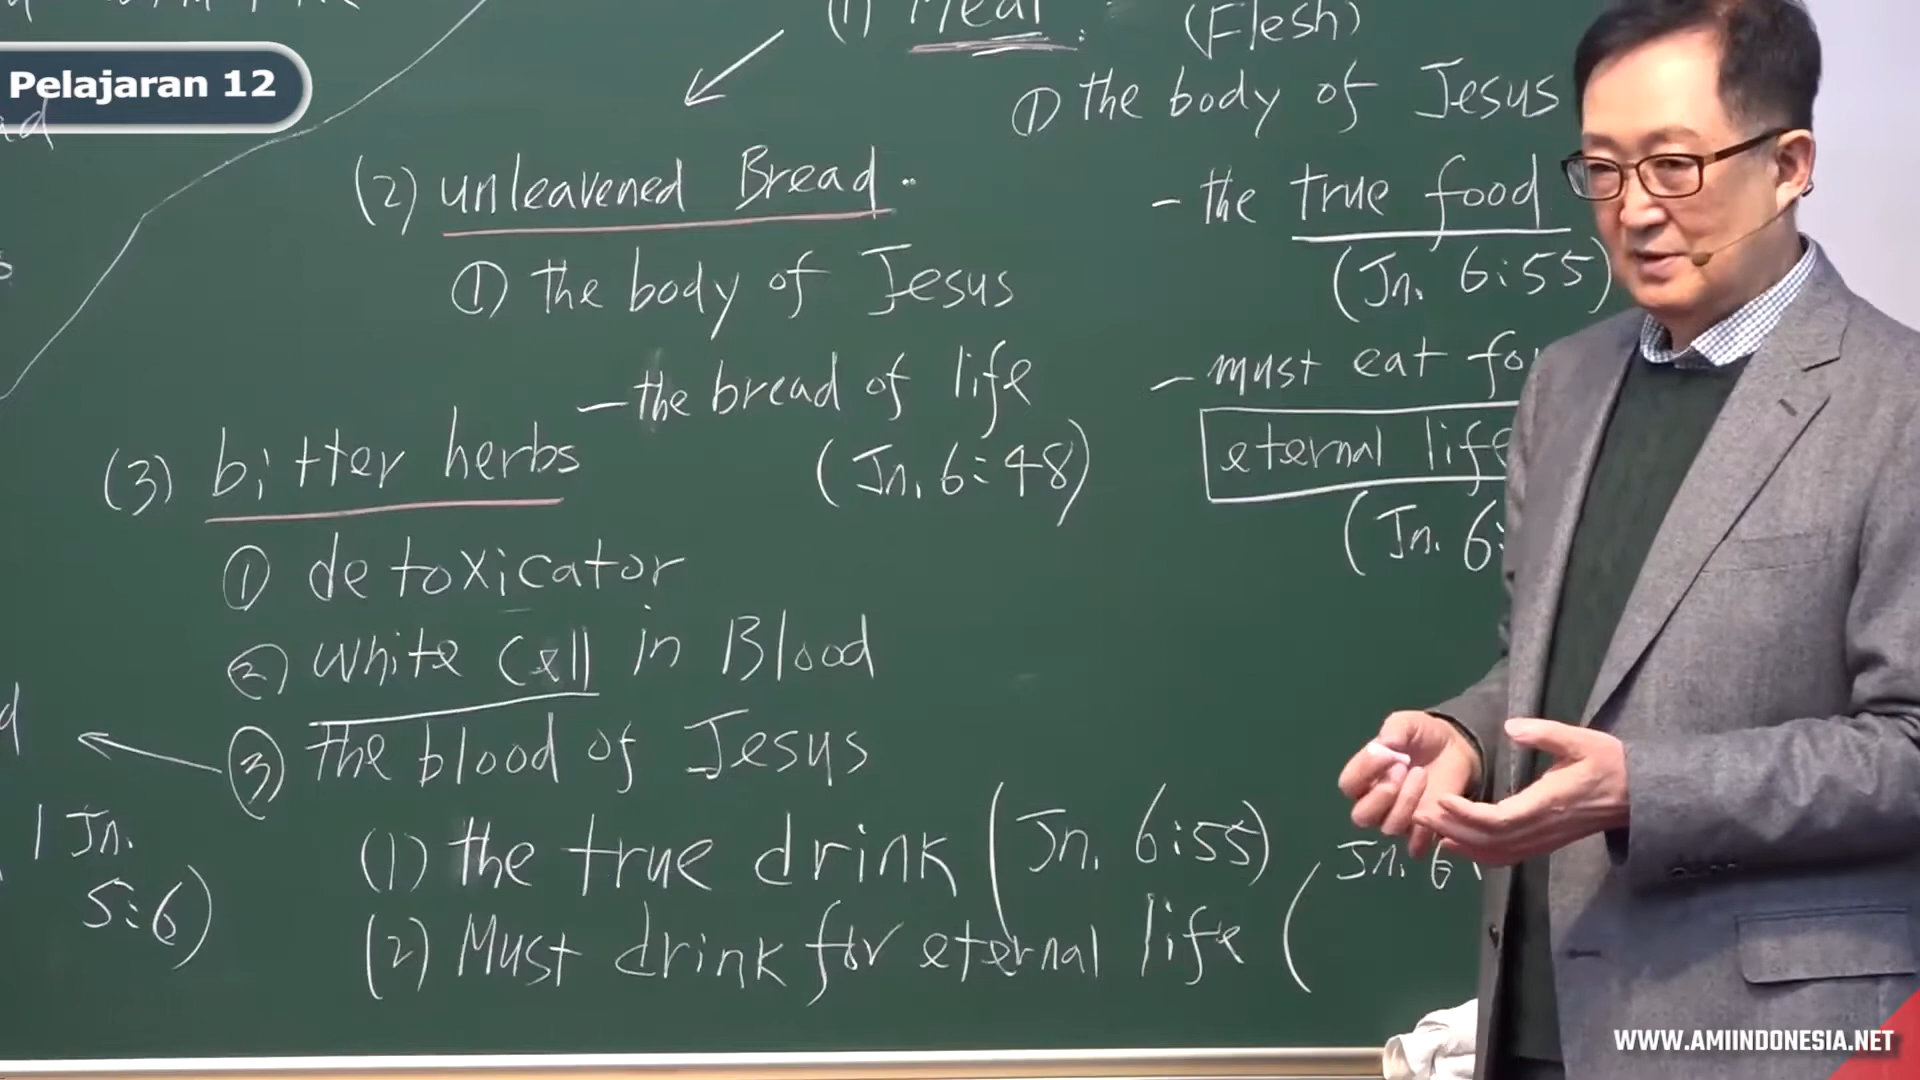 Pelajaran 12
(1) Meat : (Flesh)
① the body of Jesus
- the true food
(Jn. 6:55)
- must eat
eternal life
(Jn. 6:
(2) unleavened Bread ..
① the body of Jesus
- the bread of life
(Jn. 6:48)
(3) bitter herbs
① detoxicator
② white Cell in Blood
③ the blood of Jesus
1 Jn.
5:6)
(1) the true drink (Jn. 6:55)
(2) Must drink for eternal life (Jn. 6:
WWW.AMIINDONESIA.NET